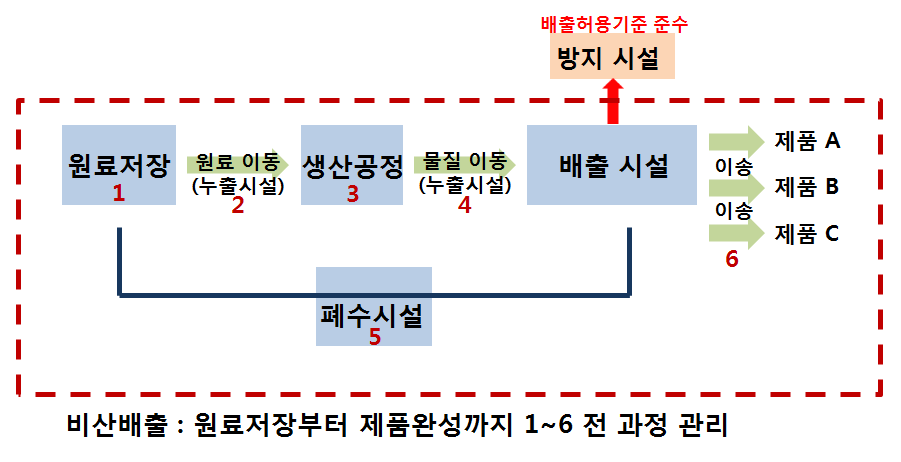 배출허용기준 준수
방지 시설
원료저장
1
원료 이동
(누출시설)
2
생산공정
3
물질 이동
(누출시설)
4
배출 시설
제품 A
이송
제품 B
이송
제품 C
6
폐수시설
5
비산배출 : 원료저장부터 제품완성까지 1~6 전 과정 관리